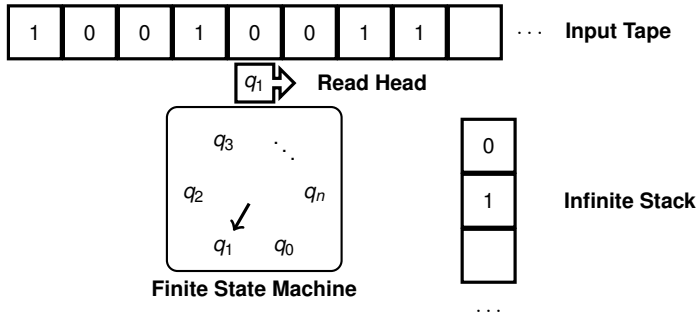 1 0 0 1 0 0 1 1 ... Input Tape
q₁ Read Head
q₃ ⋱
0
q₂ qₙ
1 Infinite Stack
q₁ q₀
Finite State Machine
...